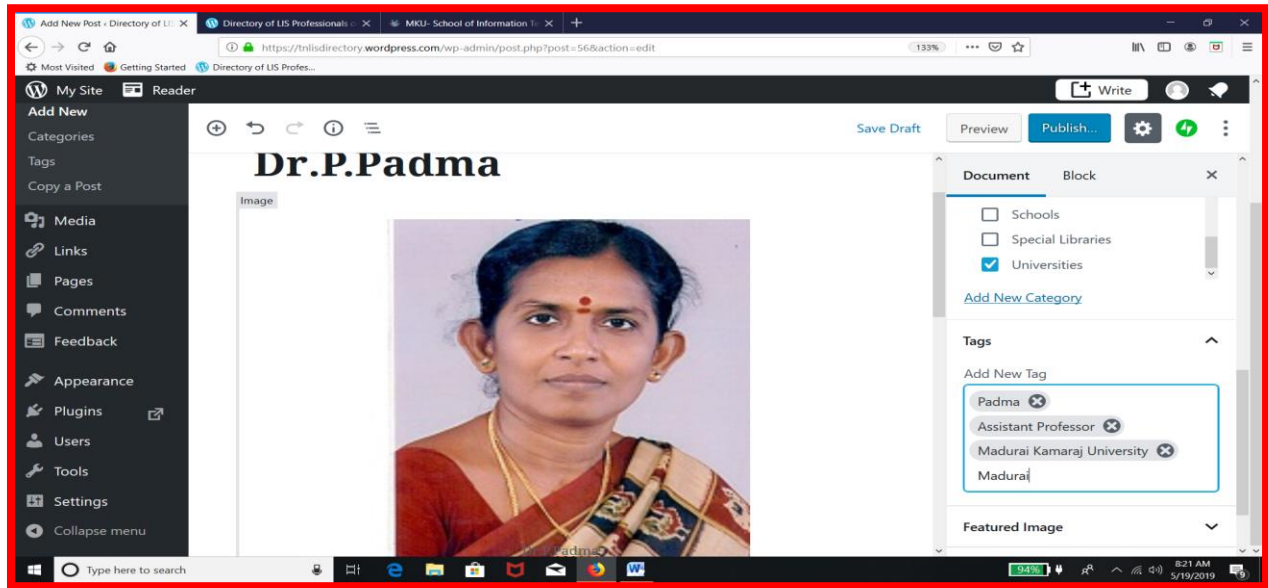 Add New Post ‹ Directory of LIS
Directory of LIS Professionals
MKU- School of Information Te
https://tnlisdirectory.wordpress.com/wp-admin/post.php?post=56&action=edit
133%
Most Visited
Getting Started
Directory of LIS Profes...
My Site
Reader
Write
Add New
Categories
Tags
Copy a Post
Media
Links
Pages
Comments
Feedback
Appearance
Plugins
Users
Tools
Settings
Collapse menu
Save Draft
Preview
Publish...
Dr.P.Padma
Image
Document
Block
Schools
Special Libraries
Universities
Add New Category
Tags
Add New Tag
Padma
Assistant Professor
Madurai Kamaraj University
Madurai
Featured Image
Type here to search
94%
8:21 AM
5/19/2019